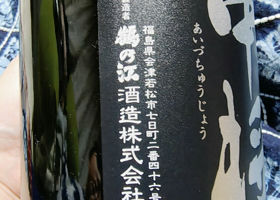 あいづちゅうじょう
福島県会津若松市七日町二番四十六号
鶴の江酒造株式会社